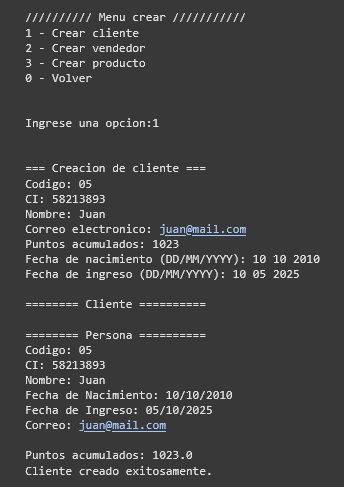 ////////// Menu crear ///////////
1 - Crear cliente
2 - Crear vendedor
3 - Crear producto
0 - Volver
Ingrese una opcion:1
=== Creacion de cliente ===
Codigo: 05
CI: 58213893
Nombre: Juan
Correo electronico: juan@mail.com
Puntos acumulados: 1023
Fecha de nacimiento (DD/MM/YYYY): 10 10 2010
Fecha de ingreso (DD/MM/YYYY): 10 05 2025
======== Cliente ==========
======== Persona ==========
Codigo: 05
CI: 58213893
Nombre: Juan
Fecha de Nacimiento: 10/10/2010
Fecha de Ingreso: 05/10/2025
Correo: juan@mail.com
Puntos acumulados: 1023.0
Cliente creado exitosamente.